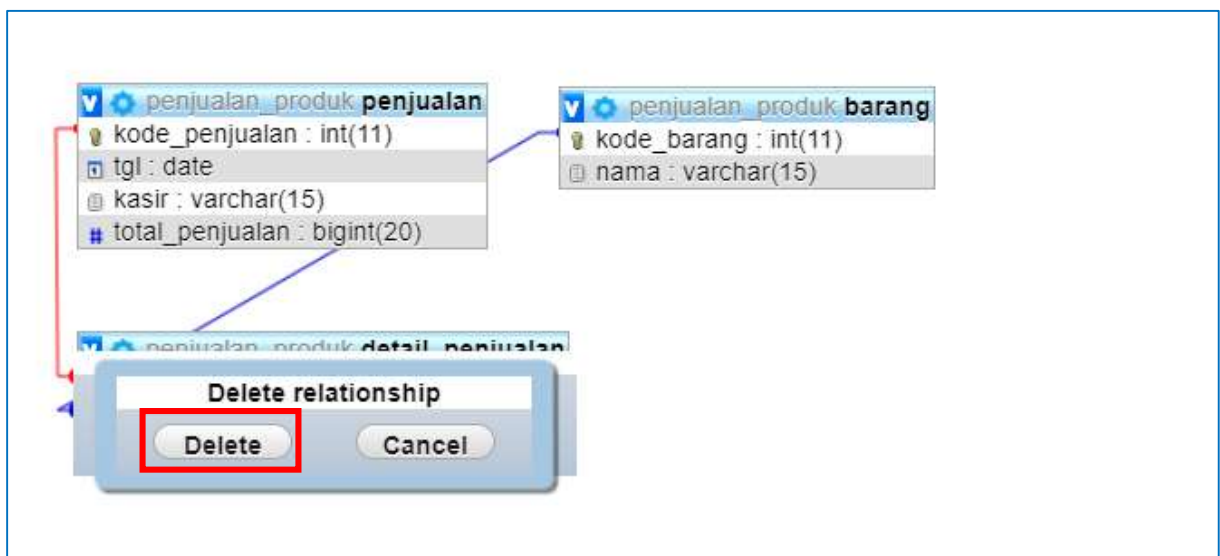 penjualan_produk penjualan
kode_penjualan : int(11)
tgl : date
kasir : varchar(15)
total_penjualan : bigint(20)
penjualan_produk barang
kode_barang : int(11)
nama : varchar(15)
penjualan_produk detail_penjualan
Delete relationship
Delete Cancel